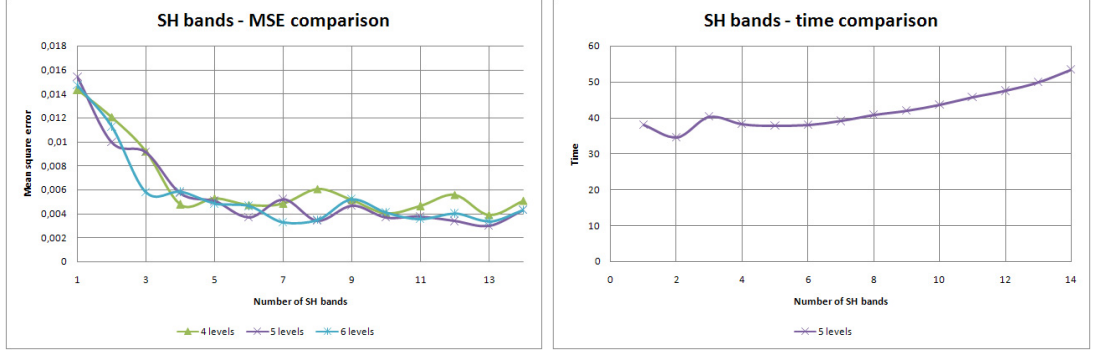 SH bands - MSE comparison
0,018
0,016
0,014
0,012
0,01
0,008
0,006
0,004
0,002
0
Mean square error
1 3 5 7 9 11 13
Number of SH bands
4 levels 5 levels 6 levels
SH bands - time comparison
60
50
40
30
20
10
0
Time
0 2 4 6 8 10 12 14
Number of SH bands
5 levels